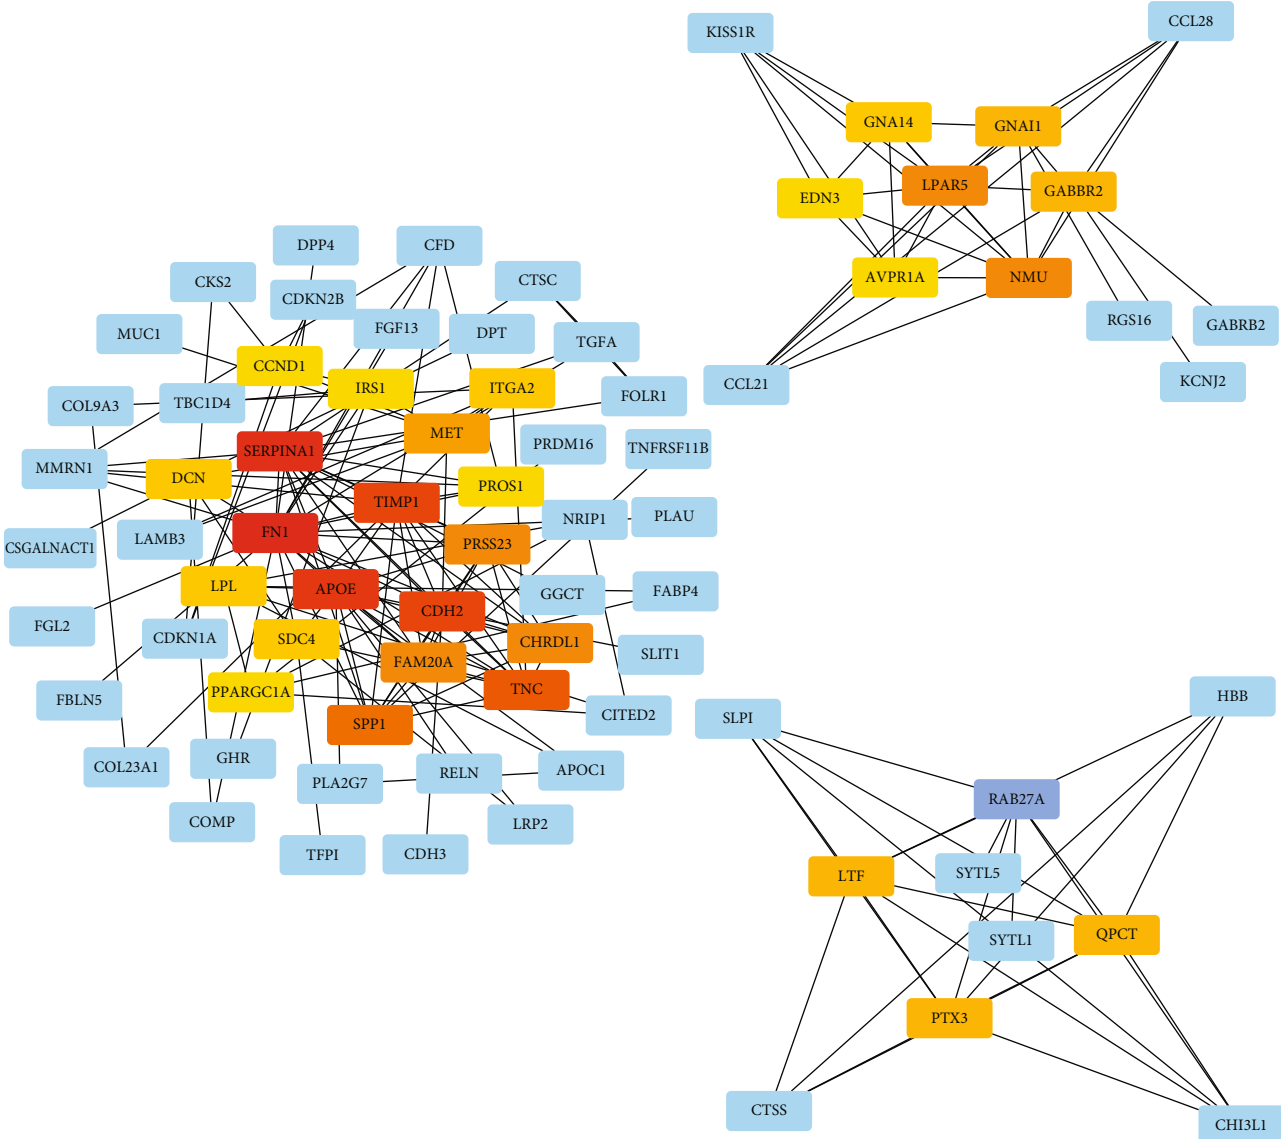 KISS1R
CCL28
GNA14
GNAI1
LPAR5
GABBR2
EDN3
AVPR1A
NMU
RGS16
GABRB2
KCNJ2
CCL21
DPP4
CFD
CKS2
CDKN2B
CTSC
MUC1
FGF13
DPT
TGFA
CCND1
IRS1
ITGA2
FOLR1
COL9A3
TBC1D4
MET
PRDM16
TNFRSF11B
SERPINA1
MMRN1
DCN
PROS1
TIMP1
NRIP1
PLAU
CSGALNACT1
LAMB3
FN1
PRSS23
LPL
APOE
GGCT
FABP4
CDH2
FGL2
CDKN1A
SDC4
CHRDL1
SLIT1
FAM20A
FBLN5
PPARGC1A
TNC
CITED2
SPP1
COL23A1
GHR
PLA2G7
RELN
APOC1
COMP
LRP2
TFPI
CDH3
SLPI
HBB
RAB27A
LTF
SYTL5
SYTL1
QPCT
PTX3
CTSS
CHI3L1